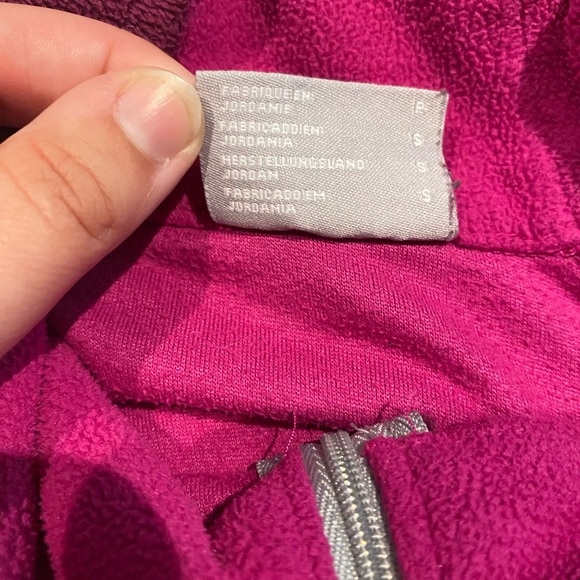 FABRIQUE EN: P
JORDANIE
FABRICADO EN: S
JORDANIA
HERSTELLUNGSLAND: S
JORDAN
FABRICADO EM: S
JORDANIA